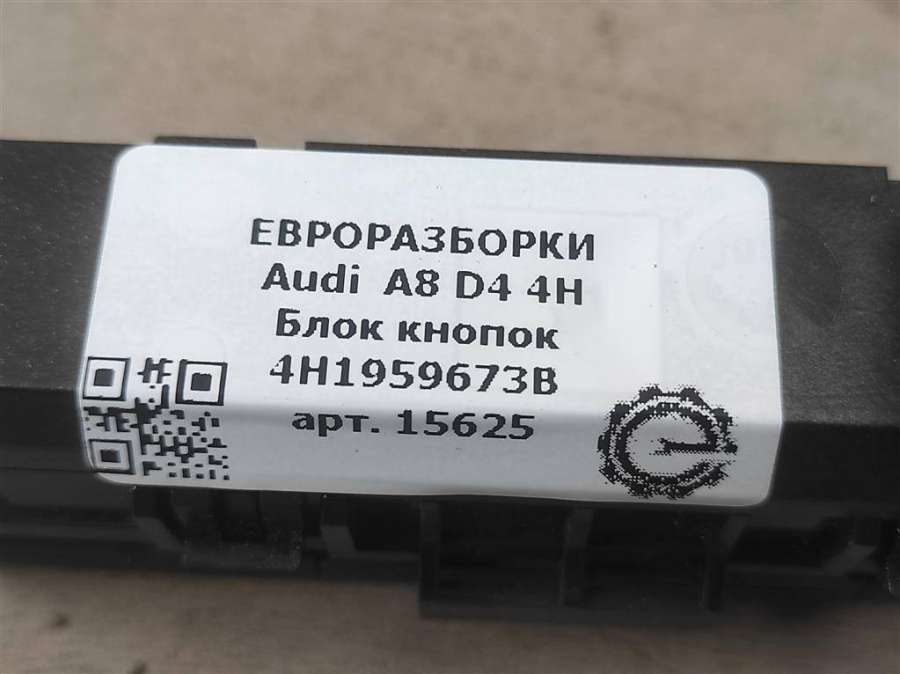 ЕВРОРАЗБОРКИ
Audi A8 D4 4H
Блок кнопок
4H1959673B
арт. 15625